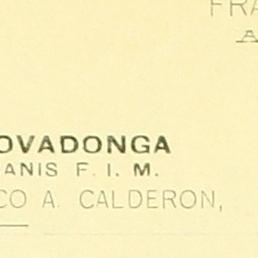 FRA
A
OVADONGA
ANIS F. I. M.
CO A. CALDERON,